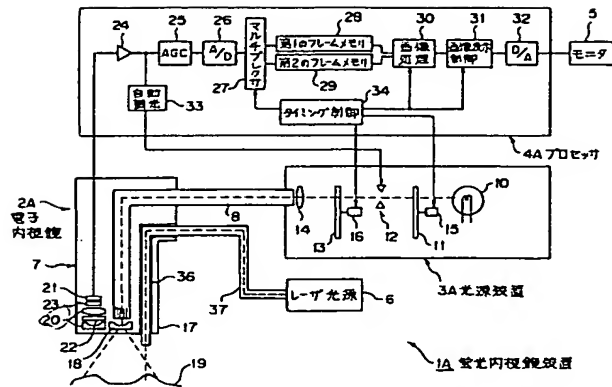 24
25
26
28
30
31
32
5
AGC
A/D
マルチプレクサ
第1のフレームメモリ
第2のフレームメモリ
画像処理
画像表示制御
D/A
モニタ
27
29
34
33
自動調光
タイミング制御
4Aプロセッサ
2A
電子内視鏡
7
8
14
13
16
12
11
15
10
3A光源装置
21
23
20
22
18
36
17
37
レーザ光源
6
19
1A 蛍光内視鏡装置